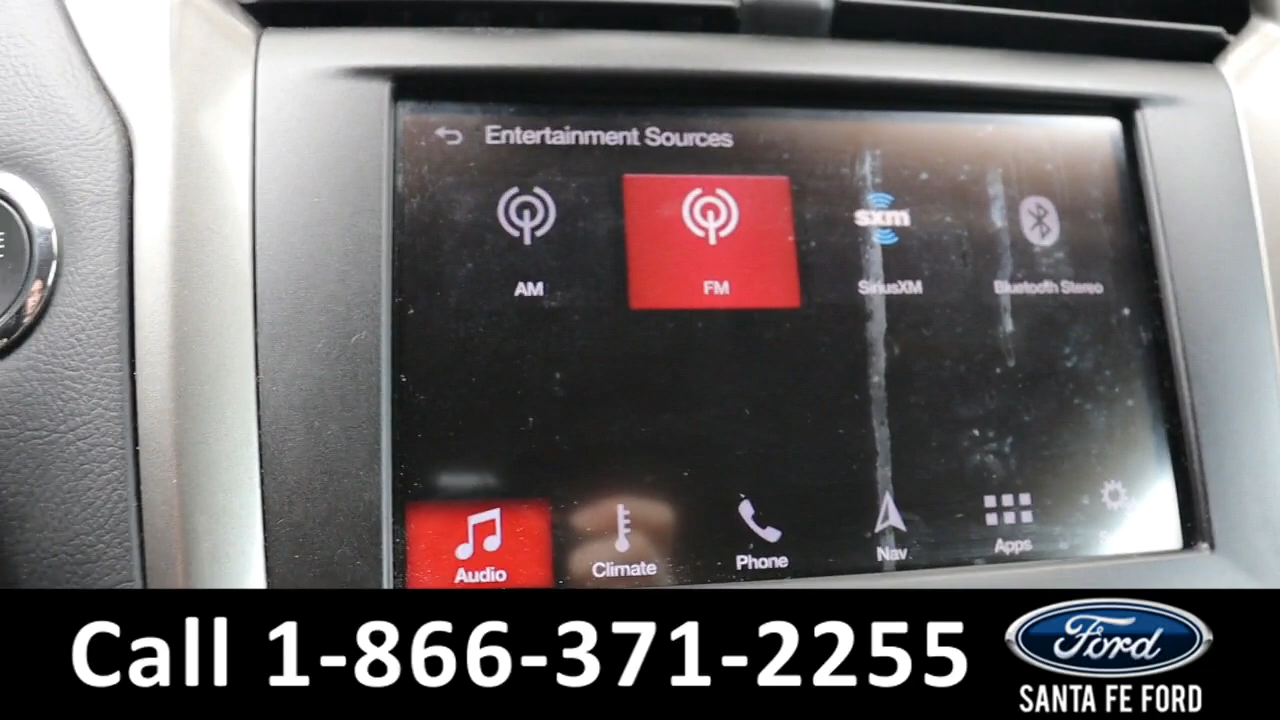 Entertainment Sources
AM
FM
sxm
SiriusXM
Bluetooth Stereo
Audio
Climate
Phone
Nav
Apps
E
Call 1-866-371-2255
Ford
SANTA FE FORD